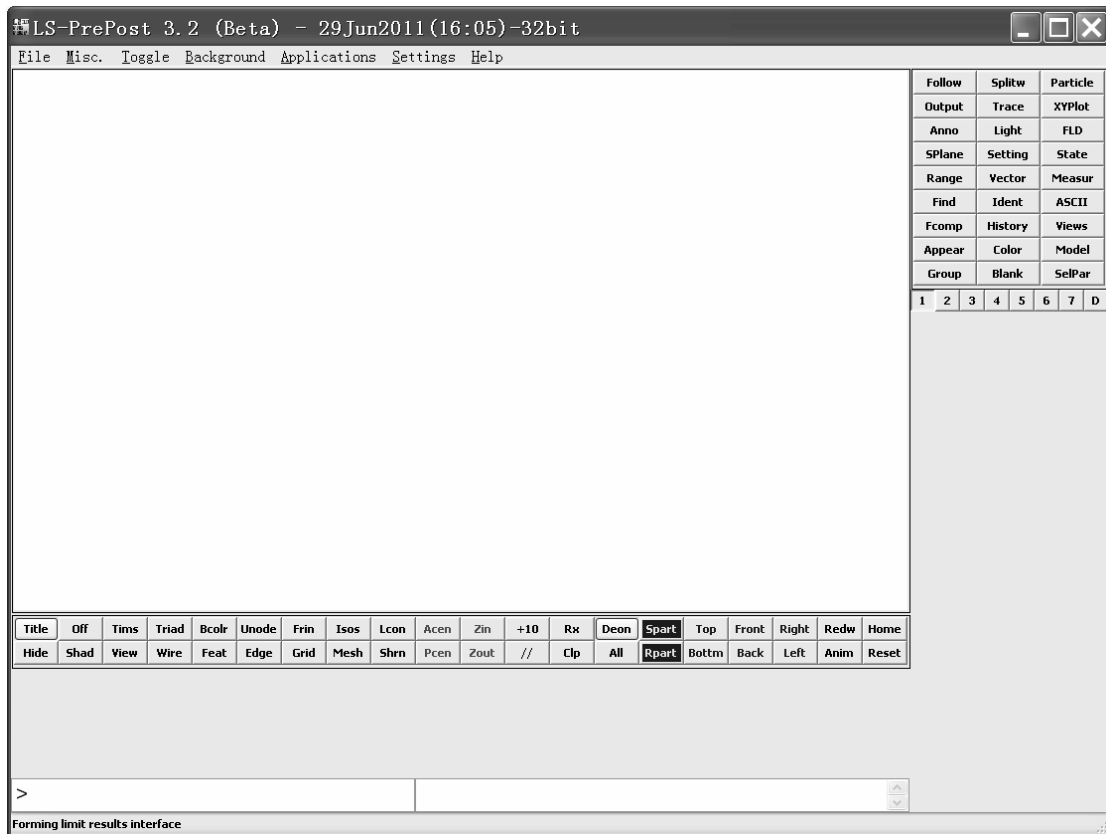 LS-PrePost 3.2 (Beta) - 29Jun2011(16:05)-32bit
File Misc. Toggle Background Applications Settings Help
Follow Splitw Particle
Output Trace XYPlot
Anno Light FLD
SPlane Setting State
Range Vector Measur
Find Ident ASCII
Fcomp History Views
Appear Color Model
Group Blank SelPar
1 2 3 4 5 6 7 D
Title Off Tims Triad Bcolr Unode Frin Isos Lcon Acen Zin +10 Rx Deon Spart Top Front Right Redw Home
Hide Shad View Wire Feat Edge Grid Mesh Shrn Pcen Zout // Clp All Rpart Bottm Back Left Anim Reset
>
Forming limit results interface